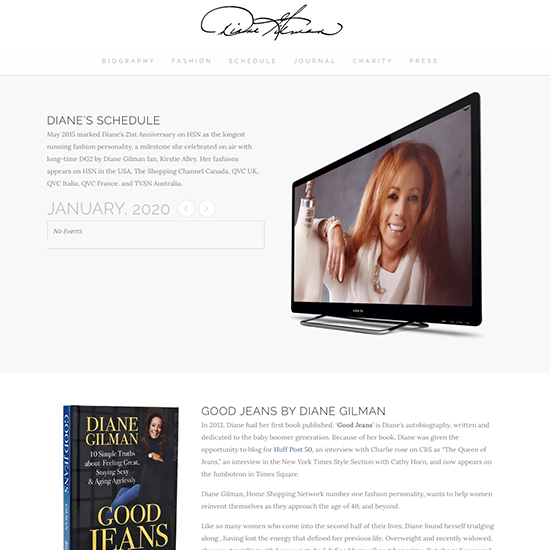 Diane Gilman
BIOGRAPHY FASHION SCHEDULE JOURNAL CHARITY PRESS
DIANE'S SCHEDULE
May 2015 marked Diane's 21st Anniversary on HSN as the longest
running fashion personality, a milestone she celebrated on air with
long-time DG2 by Diane Gilman fan, Kirstie Alley. Her fashions
appears on HSN in the USA, The Shopping Channel Canada, QVC UK,
QVC Italia, QVC France. and TVSN Australia.
JANUARY, 2020
No Events
GOOD JEANS
GILMAN
DIANE
GILMAN
10 Simple Truths
about Feeling Great,
Staying Sexy
& Aging Agelessly
GOOD
JEANS
GOOD JEANS BY DIANE GILMAN
In 2013, Diane had her first book published. 'Good Jeans' is Diane's autobiography, written and
dedicated to the baby boomer generation. Because of her book, Diane was given the
opportunity to blog for Huff Post 50, an interview with Charlie rose on CBS as "The Queen of
Jeans," an interview in the New York Times Style Section with Cathy Horn, and now appears on
the Jumbotron in Times Square.
Diane Gilman, Home Shopping Network number one fashion personality, wants to help women
reinvent themselves as they approach the age of 40, and beyond.
Like so many women who come into the second half of their lives, Diane found herself trudging
along , having lost the energy that defined her previous life. Overweight and recently widowed,